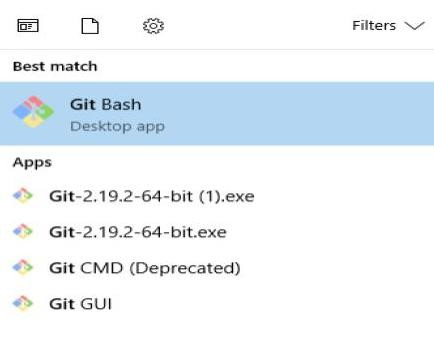 Filters
Best match
Git Bash
Desktop app
Apps
Git-2.19.2-64-bit (1).exe
Git-2.19.2-64-bit.exe
Git CMD (Deprecated)
Git GUI